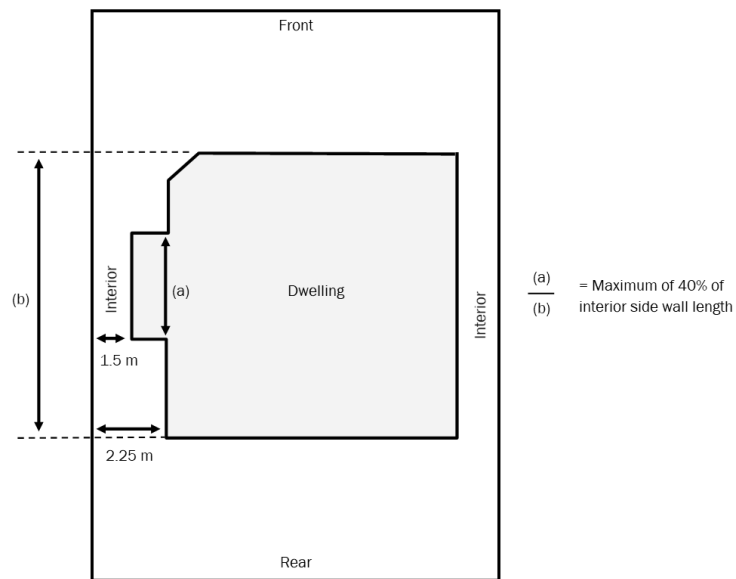 Front
(b)
Interior
(a)
Dwelling
Interior
(a)
(b)
= Maximum of 40% of
interior side wall length
1.5 m
2.25 m
Rear